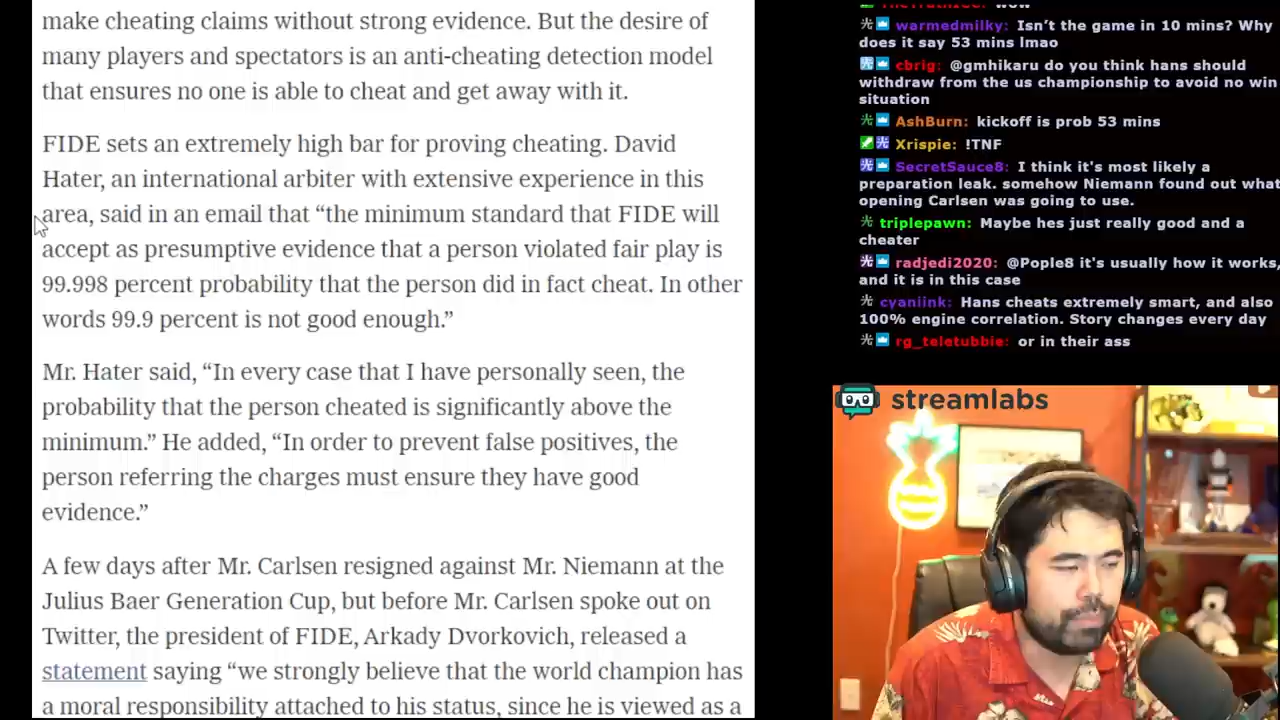 make cheating claims without strong evidence. But the desire of
many players and spectators is an anti-cheating detection model
that ensures no one is able to cheat and get away with it.
FIDE sets an extremely high bar for proving cheating. David
Hater, an international arbiter with extensive experience in this
area, said in an email that “the minimum standard that FIDE will
accept as presumptive evidence that a person violated fair play is
99.998 percent probability that the person did in fact cheat. In other
words 99.9 percent is not good enough.”
Mr. Hater said, “In every case that I have personally seen, the
probability that the person cheated is significantly above the
minimum.” He added, “In order to prevent false positives, the
person referring the charges must ensure they have good
evidence.”
A few days after Mr. Carlsen resigned against Mr. Niemann at the
Julius Baer Generation Cup, but before Mr. Carlsen spoke out on
Twitter, the president of FIDE, Arkady Dvorkovich, released a
statement saying “we strongly believe that the world champion has
a moral responsibility attached to his status, since he is viewed as a
wow
warmedmilky: Isn’t the game in 10 mins? Why
does it say 53 mins lmao
cbrig: @gmhikaru do you think hans should
withdraw from the us championship to avoid no win
situation
AshBurn: kickoff is prob 53 mins
Xrispie: !TNF
SecretSauce8: I think it's most likely a
preparation leak. somehow Niemann found out what
opening Carlsen was going to use.
triplepawn: Maybe hes just really good and a
cheater
radjedi2020: @Pople8 it's usually how it works,
and it is in this case
cyaniink: Hans cheats extremely smart, and also
100% engine correlation. Story changes every day
rg_teletubbie: or in their ass
streamlabs